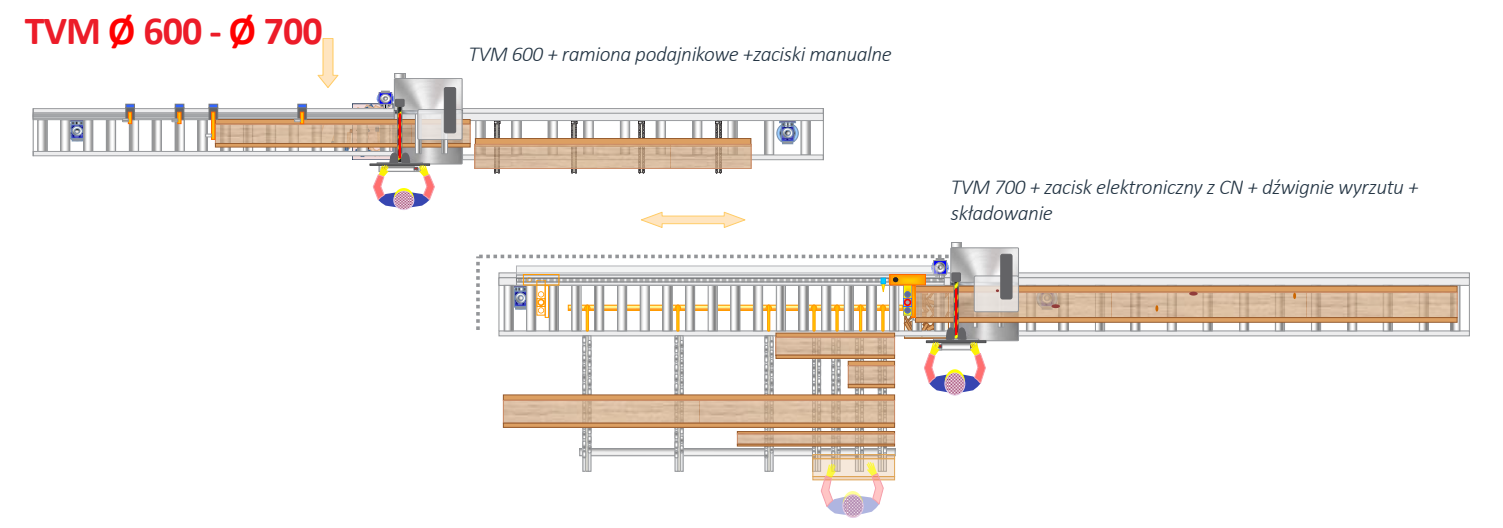 TVM Ø 600 - Ø 700
TVM 600 + ramiona podajnikowe +zaciski manualne
TVM 700 + zacisk elektroniczny z CN + dźwignie wyrzutu +
składowanie